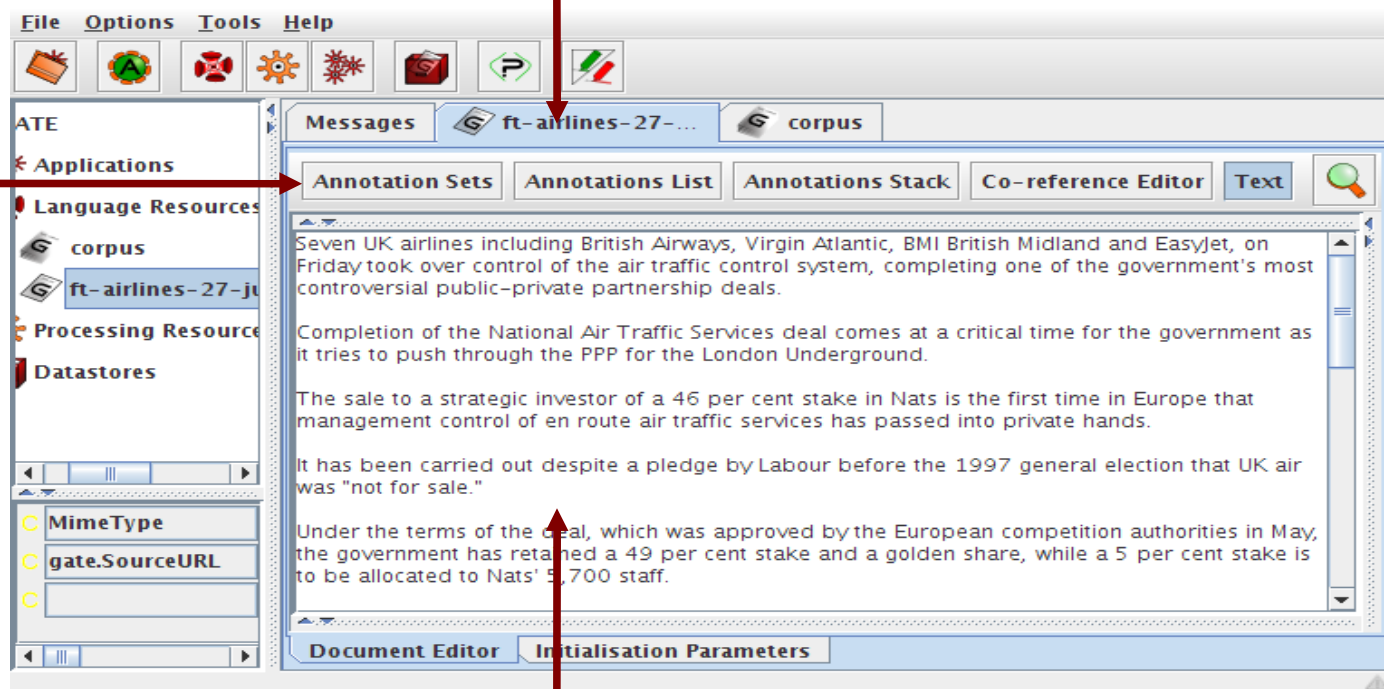 File Options Tools Help
ATE
Applications
Language Resources
corpus
ft-airlines-27-ju
Processing Resource
Datastores
MimeType
gate.SourceURL
Messages ft-airlines-27-... corpus
Annotation Sets Annotations List Annotations Stack Co-reference Editor Text
Seven UK airlines including British Airways, Virgin Atlantic, BMI British Midland and EasyJet, on
Friday took over control of the air traffic control system, completing one of the government's most
controversial public-private partnership deals.
Completion of the National Air Traffic Services deal comes at a critical time for the government as
it tries to push through the PPP for the London Underground.
The sale to a strategic investor of a 46 per cent stake in Nats is the first time in Europe that
management control of en route air traffic services has passed into private hands.
It has been carried out despite a pledge by Labour before the 1997 general election that UK air
was "not for sale."
Under the terms of the deal, which was approved by the European competition authorities in May,
the government has retained a 49 per cent stake and a golden share, while a 5 per cent stake is
to be allocated to Nats' 5,700 staff.
Document Editor Initialisation Parameters